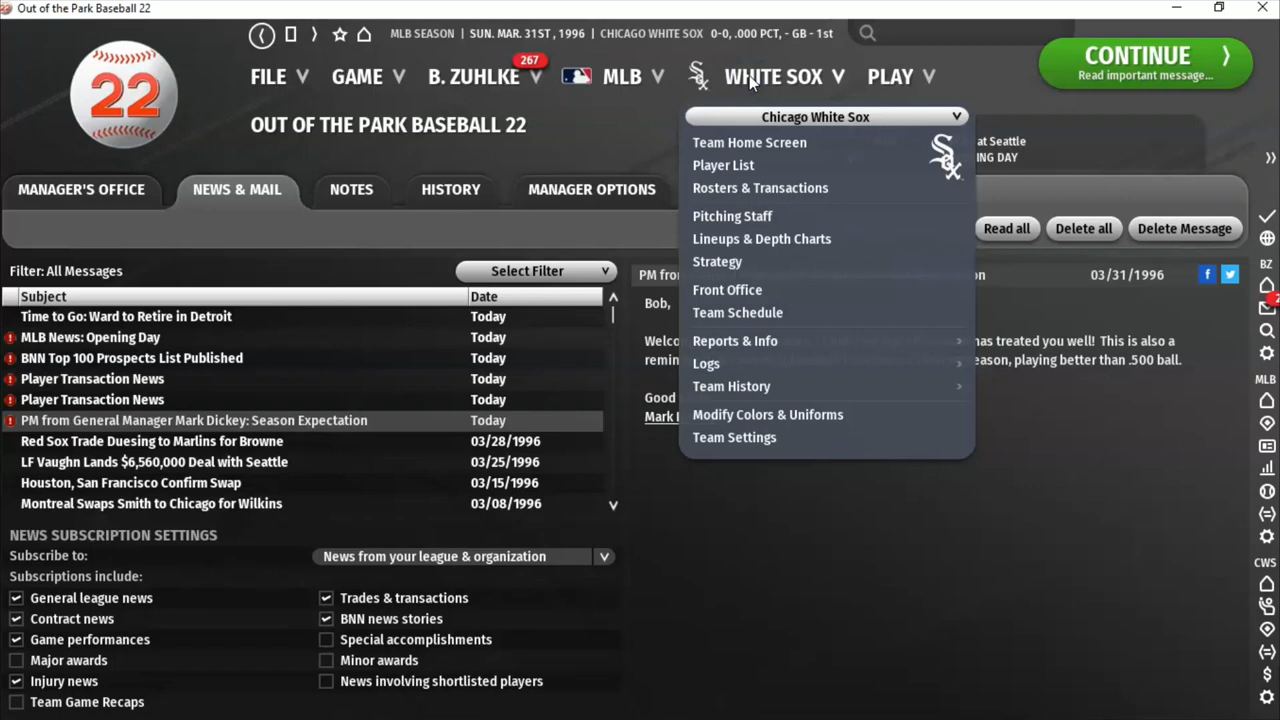 Out of the Park Baseball 22
MLB SEASON | SUN. MAR. 31ST, 1996 | CHICAGO WHITE SOX 0-0, .000 PCT, - GB - 1st
22
FILE GAME B. ZUHLKE 267 MLB WHITE SOX PLAY
CONTINUE
Read important message...
OUT OF THE PARK BASEBALL 22
Chicago White Sox
Team Home Screen
Player List
Rosters & Transactions
Pitching Staff
Lineups & Depth Charts
Strategy
Front Office
Team Schedule
Reports & Info
Logs
Team History
Modify Colors & Uniforms
Team Settings
at Seattle
ING DAY
MANAGER'S OFFICE NEWS & MAIL NOTES HISTORY MANAGER OPTIONS
Read all Delete all Delete Message
Filter: All Messages Select Filter
Subject Date
Time to Go: Ward to Retire in Detroit Today
MLB News: Opening Day Today
BNN Top 100 Prospects List Published Today
Player Transaction News Today
Player Transaction News Today
PM from General Manager Mark Dickey: Season Expectation Today
Red Sox Trade Duesing to Marlins for Browne 03/28/1996
LF Vaughn Lands $6,560,000 Deal with Seattle 03/25/1996
Houston, San Francisco Confirm Swap 03/15/1996
Montreal Swaps Smith to Chicago for Wilkins 03/08/1996
PM fro on 03/31/1996
Bob,
Welco has treated you well! This is also a
remin ason, playing better than .500 ball.
Good
Mark
NEWS SUBSCRIPTION SETTINGS
Subscribe to: News from your league & organization
Subscriptions include:
General league news Trades & transactions
Contract news BNN news stories
Game performances Special accomplishments
Major awards Minor awards
Injury news News involving shortlisted players
Team Game Recaps
BZ
2
MLB
CWS